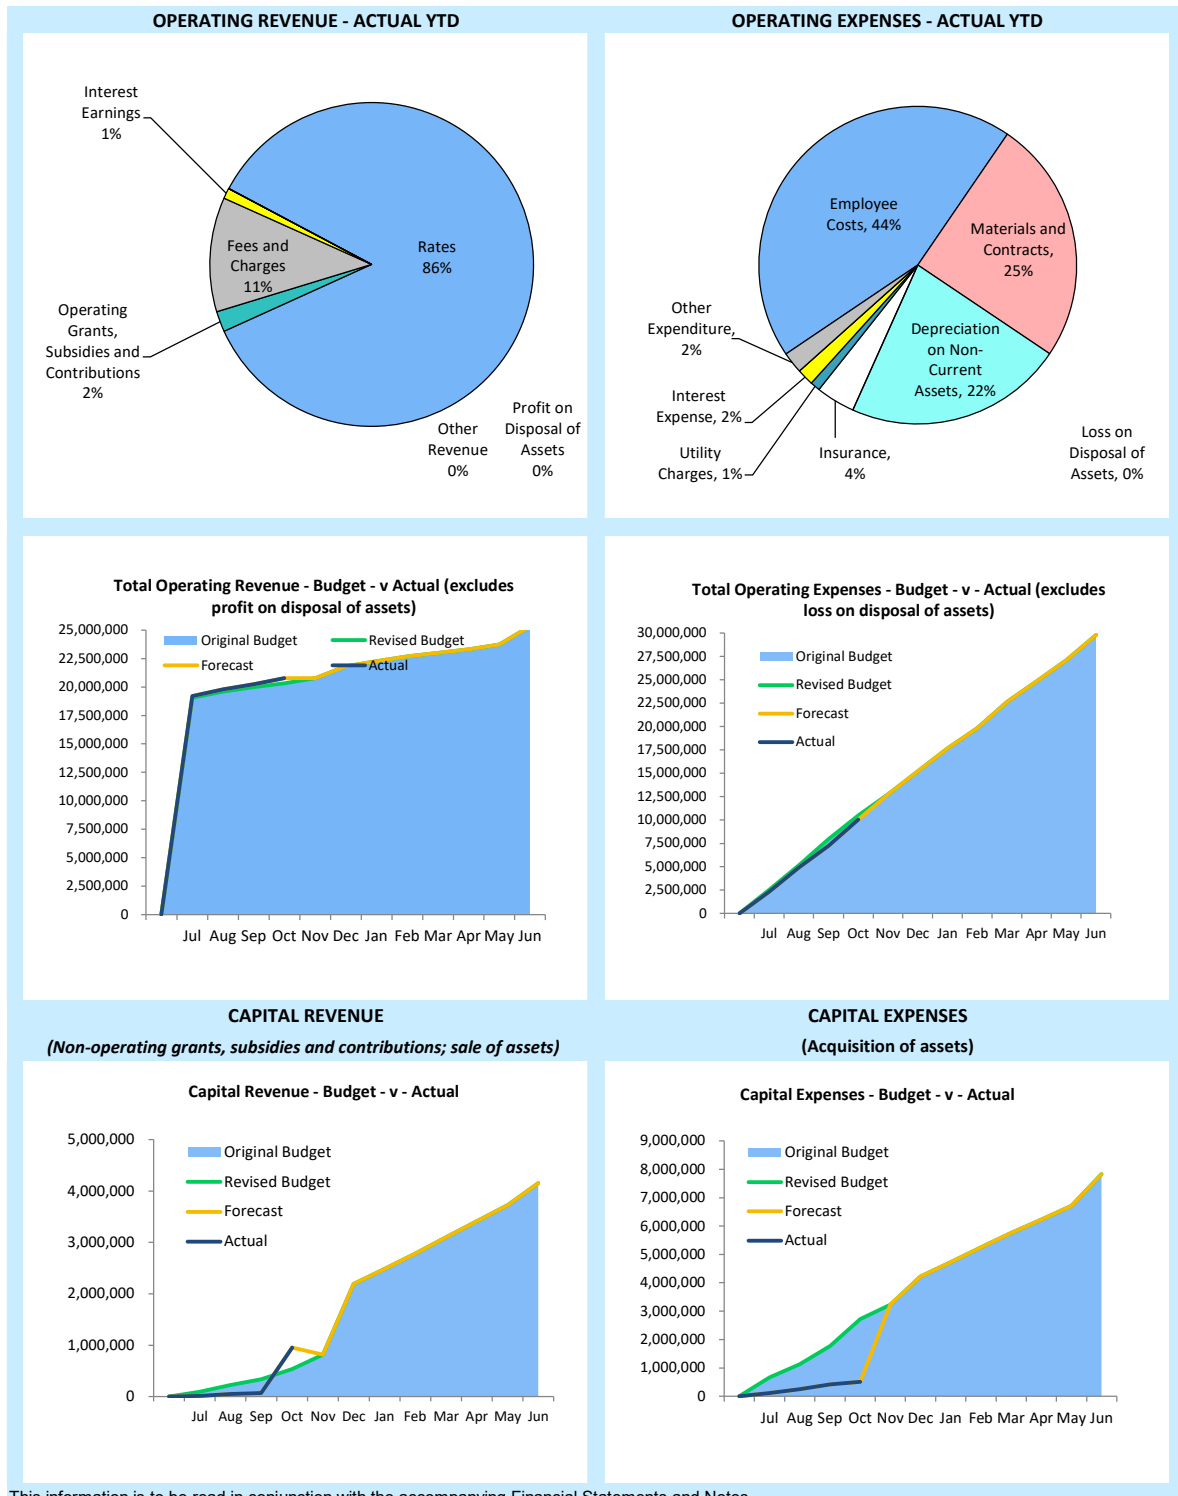 OPERATING REVENUE - ACTUAL YTD
Interest
Earnings
1%
Fees and
Charges
11%
Rates
86%
Operating
Grants,
Subsidies and
Contributions
2%
Other
Revenue
0%
Profit on
Disposal of
Assets
0%
OPERATING EXPENSES - ACTUAL YTD
Employee
Costs, 44%
Materials and
Contracts,
25%
Other
Expenditure,
2%
Depreciation
on Non-
Current
Assets, 22%
Interest
Expense, 2%
Utility
Charges, 1%
Insurance,
4%
Loss on
Disposal of
Assets, 0%
Total Operating Revenue - Budget - v Actual (excludes
profit on disposal of assets)
Original Budget
Revised Budget
Forecast
Actual
25,000,000
22,500,000
20,000,000
17,500,000
15,000,000
12,500,000
10,000,000
7,500,000
5,000,000
2,500,000
0
Jul Aug Sep Oct Nov Dec Jan Feb Mar Apr May Jun
Total Operating Expenses - Budget - v - Actual (excludes
loss on disposal of assets)
Original Budget
Revised Budget
Forecast
Actual
30,000,000
27,500,000
25,000,000
22,500,000
20,000,000
17,500,000
15,000,000
12,500,000
10,000,000
7,500,000
5,000,000
2,500,000
0
Jul Aug Sep Oct Nov Dec Jan Feb Mar Apr May Jun
CAPITAL REVENUE
(Non-operating grants, subsidies and contributions; sale of assets)
Capital Revenue - Budget - v - Actual
Original Budget
Revised Budget
Forecast
Actual
5,000,000
4,000,000
3,000,000
2,000,000
1,000,000
0
Jul Aug Sep Oct Nov Dec Jan Feb Mar Apr May Jun
CAPITAL EXPENSES
(Acquisition of assets)
Capital Expenses - Budget - v - Actual
Original Budget
Revised Budget
Forecast
Actual
9,000,000
8,000,000
7,000,000
6,000,000
5,000,000
4,000,000
3,000,000
2,000,000
1,000,000
0
Jul Aug Sep Oct Nov Dec Jan Feb Mar Apr May Jun
This information is to be read in conjunction with the accompanying Financial Statements and Notes